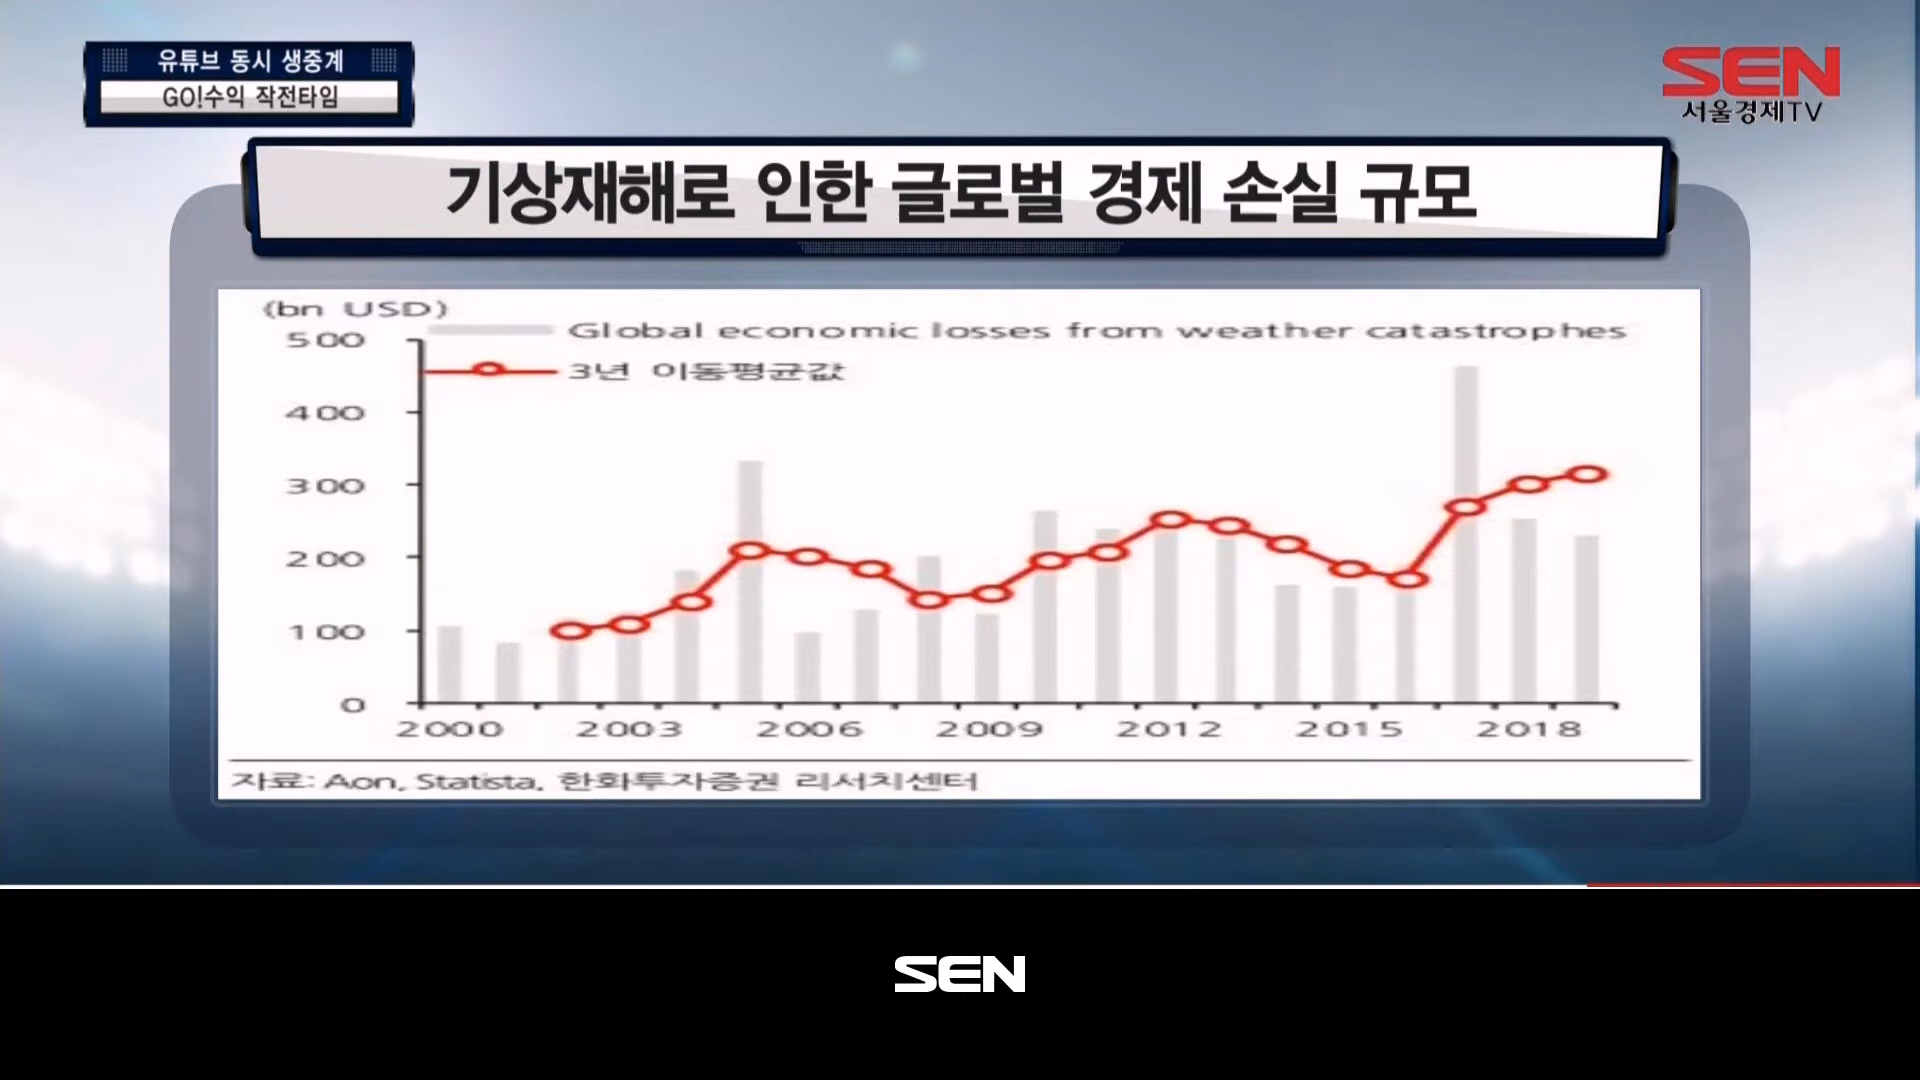 유튜브 동시 생중계
GO!수익 작전타임
SEN
서울경제TV
기상재해로 인한 글로벌 경제 손실 규모
(bn USD)
500
400
300
200
100
0
Global economic losses from weather catastrophes
3년 이동평균값
2000 2003 2006 2009 2012 2015 2018
자료: Aon, Statista, 한화투자증권 리서치센터
SEN